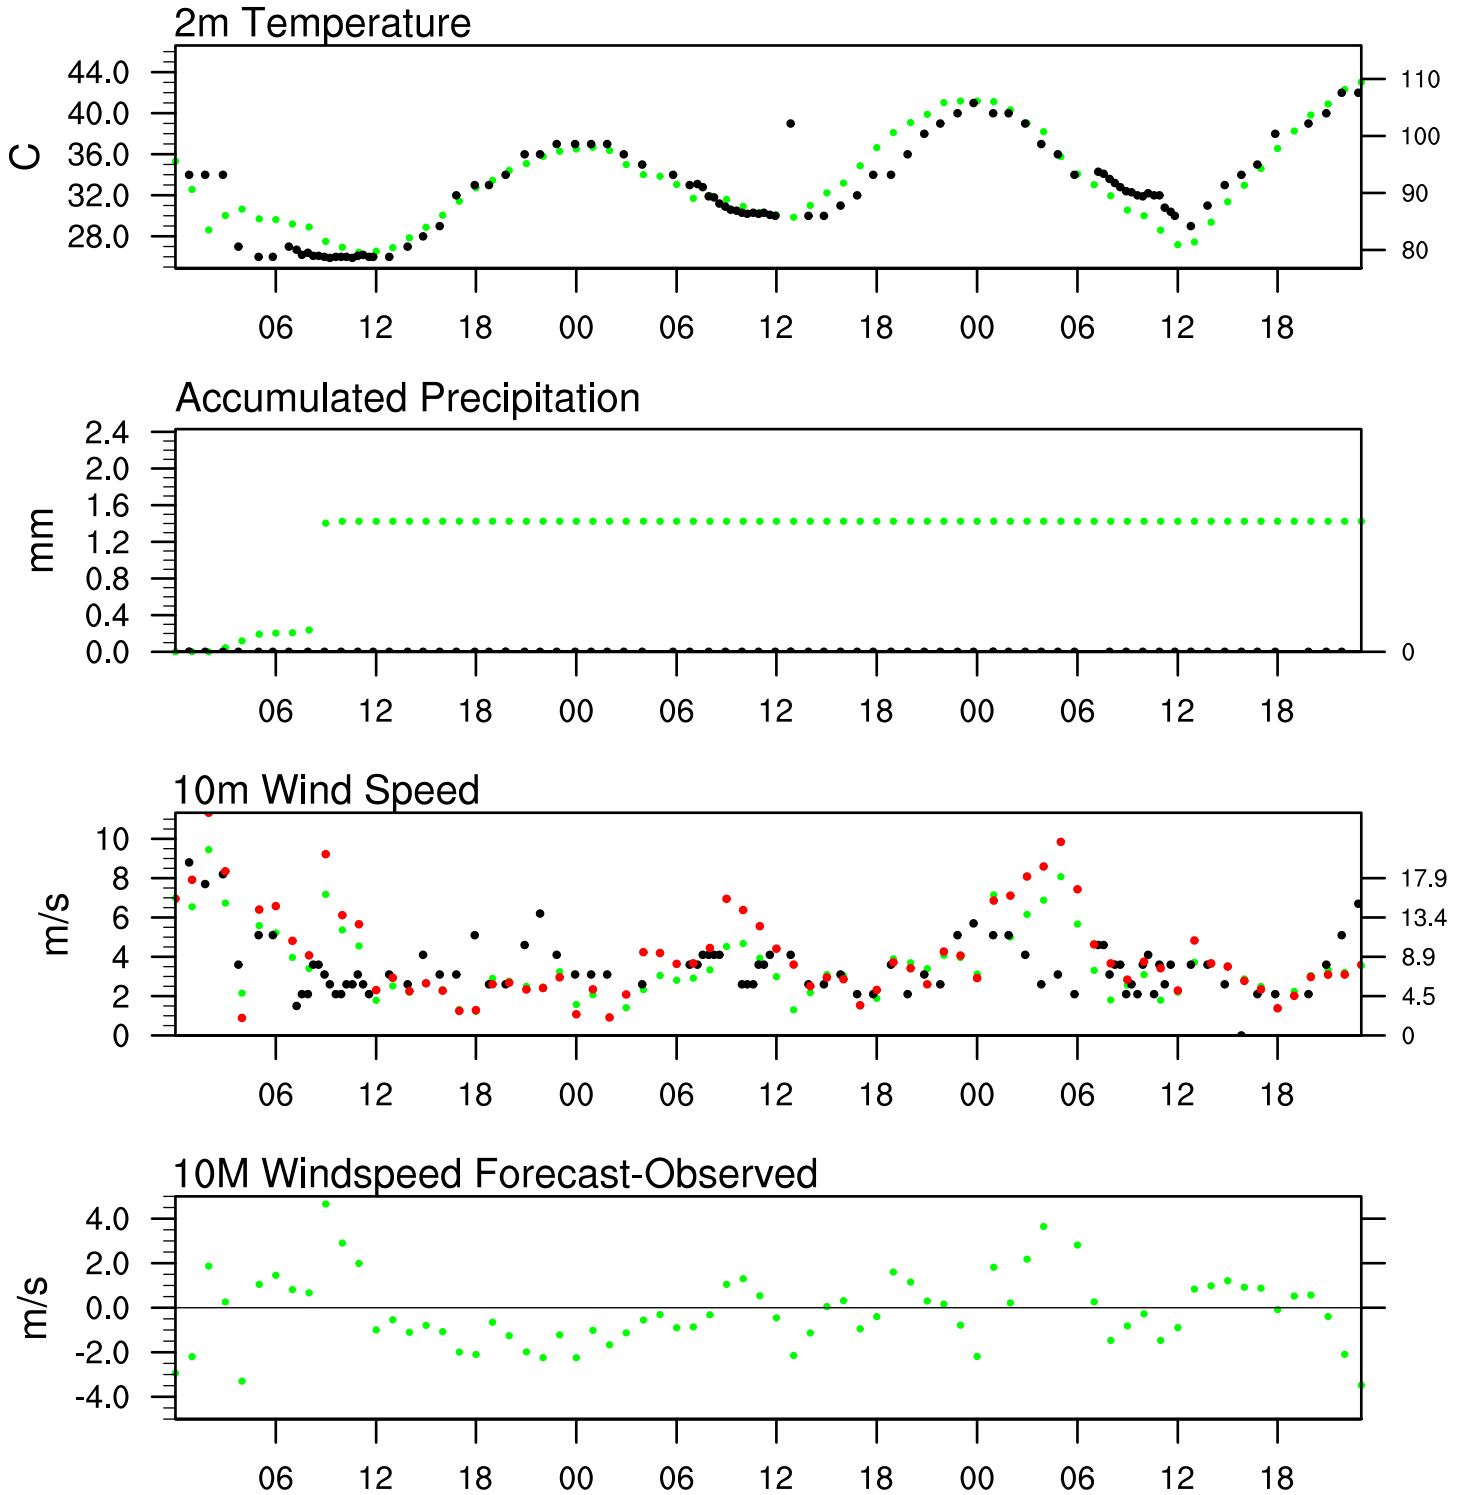 2m Temperature
44.0
40.0
36.0
32.0
28.0
C
110
100
90
80
06 12 18 00 06 12 18 00 06 12 18
Accumulated Precipitation
2.4
2.0
1.6
1.2
0.8
0.4
0.0
mm
0
06 12 18 00 06 12 18 00 06 12 18
10m Wind Speed
10
8
6
4
2
0
m/s
17.9
13.4
8.9
4.5
0
06 12 18 00 06 12 18 00 06 12 18
10M Windspeed Forecast-Observed
4.0
2.0
0.0
-2.0
-4.0
m/s
06 12 18 00 06 12 18 00 06 12 18